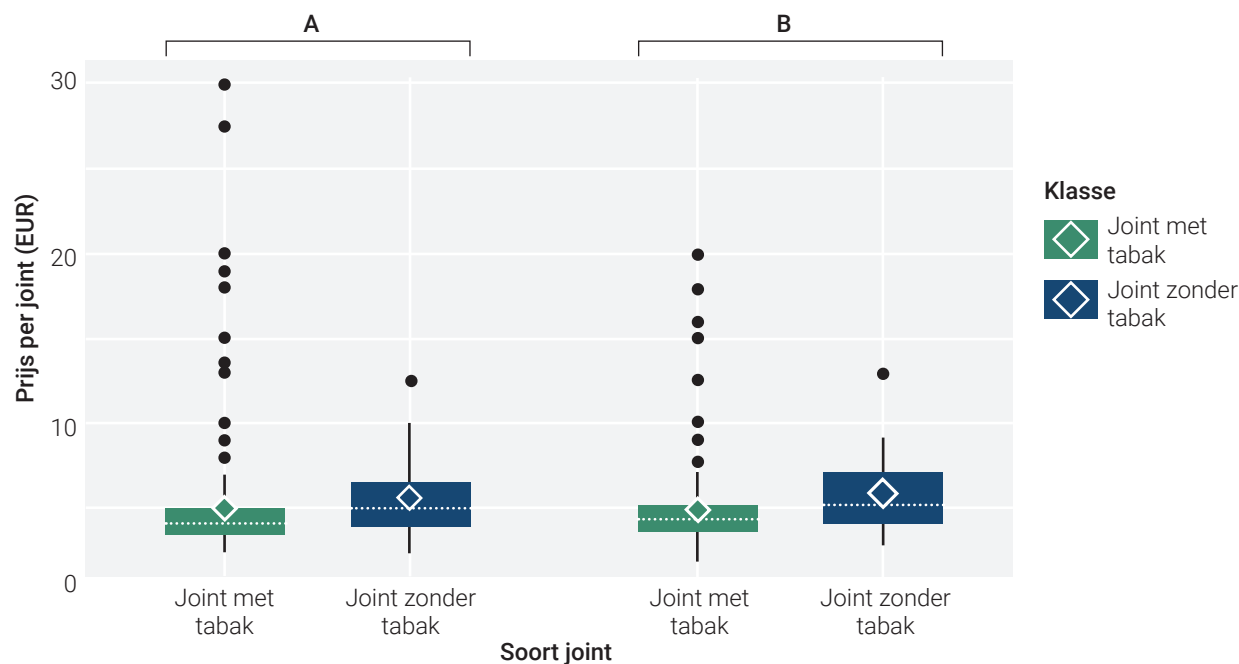 A
B
30
20
10
0
Prijs per joint (EUR)
Joint met
tabak
Joint zonder
tabak
Joint met
tabak
Joint zonder
tabak
Soort joint
Klasse
Joint met
tabak
Joint zonder
tabak